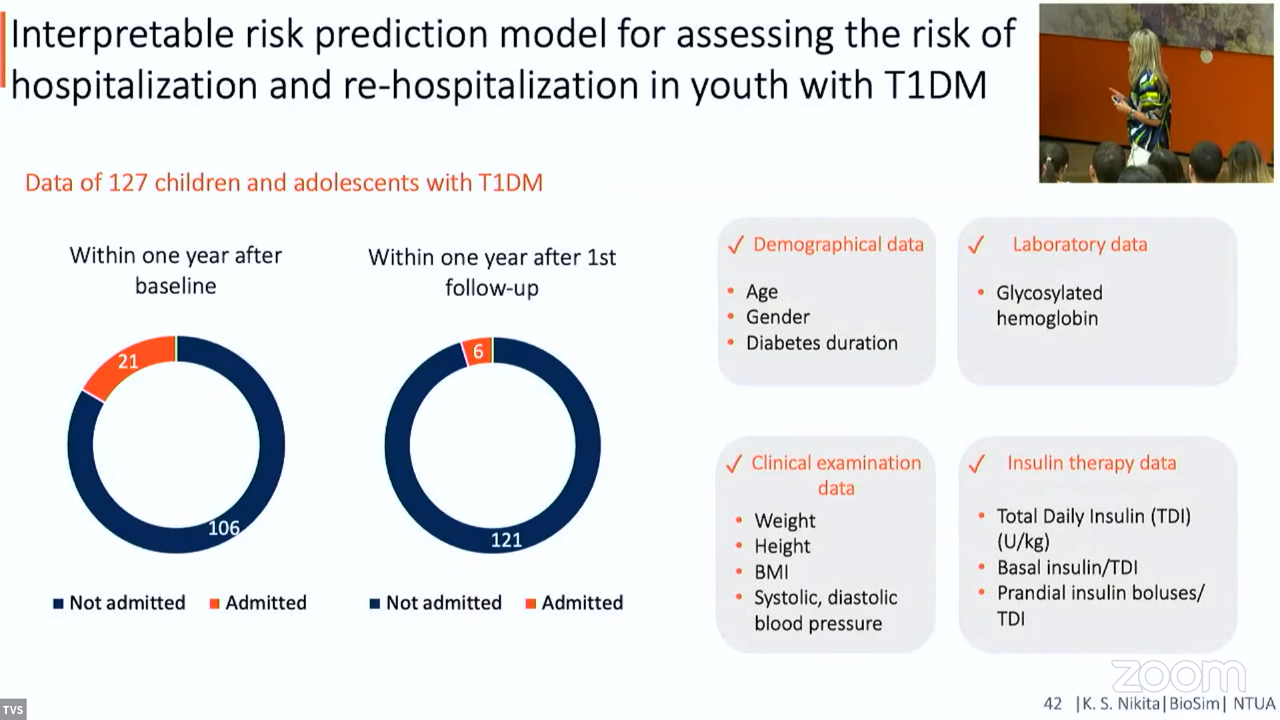 Interpretable risk prediction model for assessing the risk of
hospitalization and re-hospitalization in youth with T1DM
Data of 127 children and adolescents with T1DM
Within one year after
baseline
21
106
Not admitted
Admitted
Within one year after 1st
follow-up
6
121
Not admitted
Admitted
✓ Demographical data
• Age
• Gender
• Diabetes duration
✓ Laboratory data
• Glycosylated
hemoglobin
✓ Clinical examination
data
• Weight
• Height
• BMI
• Systolic, diastolic
blood pressure
✓ Insulin therapy data
• Total Daily Insulin (TDI)
(U/kg)
• Basal insulin/TDI
• Prandial insulin boluses/
TDI
zoom
42 |K. S. Nikita|BioSim| NTUA
TVS